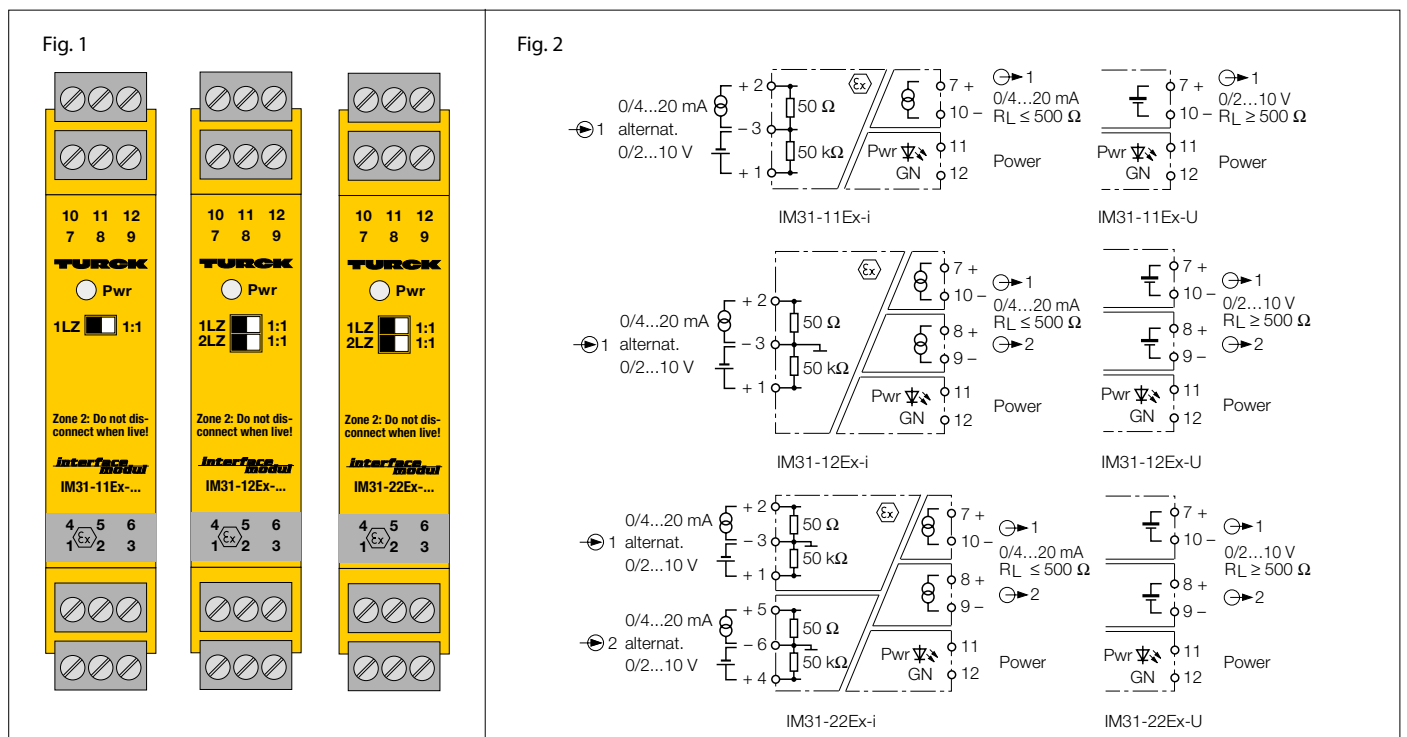 Fig. 1
10 11 12
7 8 9
TURCK
Pwr
1LZ 1:1
Zone 2: Do not dis-
connect when live!
interface
modul
IM31-11Ex-...
4 Ex 5 6
1 2 3
10 11 12
7 8 9
TURCK
Pwr
1LZ 1:1
2LZ 1:1
Zone 2: Do not dis-
connect when live!
interface
modul
IM31-12Ex-...
4 Ex 5 6
1 2 3
10 11 12
7 8 9
TURCK
Pwr
1LZ 1:1
2LZ 1:1
Zone 2: Do not dis-
connect when live!
interface
modul
IM31-22Ex-...
4 Ex 5 6
1 2 3
Fig. 2
1
0/4...20 mA
alternat.
0/2...10 V
+ 2
– 3
+ 1
50 Ω
50 kΩ
Ex
7 +
10 –
1
0/4...20 mA
RL ≤ 500 Ω
Pwr
GN
11
12
Power
IM31-11Ex-i
7 +
10 –
1
0/2...10 V
RL ≥ 500 Ω
Pwr
GN
11
12
Power
IM31-11Ex-U
1
0/4...20 mA
alternat.
0/2...10 V
+ 2
– 3
+ 1
50 Ω
50 kΩ
Ex
7 +
10 –
1
0/4...20 mA
RL ≤ 500 Ω
8 +
9 –
2
Pwr
GN
11
12
Power
IM31-12Ex-i
7 +
10 –
1
0/2...10 V
RL ≥ 500 Ω
8 +
9 –
2
Pwr
GN
11
12
Power
IM31-12Ex-U
1
0/4...20 mA
alternat.
0/2...10 V
+ 2
– 3
+ 1
50 Ω
50 kΩ
Ex
2
0/4...20 mA
alternat.
0/2...10 V
+ 5
– 6
+ 4
50 Ω
50 kΩ
7 +
10 –
1
0/4...20 mA
RL ≤ 500 Ω
8 +
9 –
2
Pwr
GN
11
12
Power
IM31-22Ex-i
7 +
10 –
1
0/2...10 V
RL ≥ 500 Ω
8 +
9 –
2
Pwr
GN
11
12
Power
IM31-22Ex-U